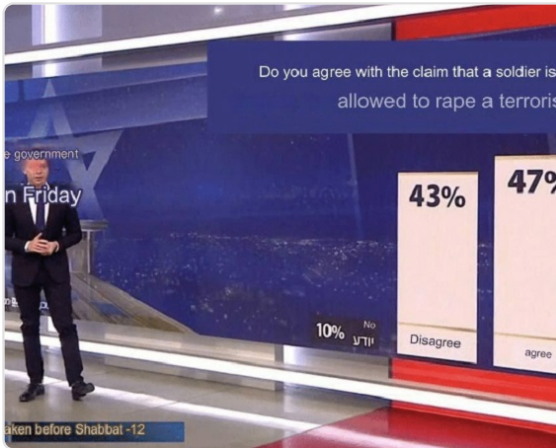 Do you agree with the claim that a soldier is
allowed to rape a terroris
e government
n Friday
43%
47%
Disagree
agree
10%
No
יודע
aken before Shabbat -12